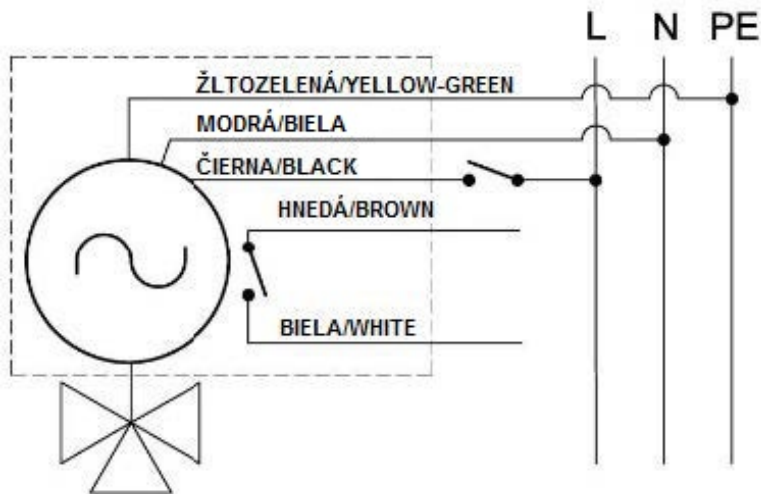 L N PE
ŽLTOZELENÁ/YELLOW-GREEN
MODRÁ/BIELA
ČIERNA/BLACK
HNEDÁ/BROWN
BIELA/WHITE